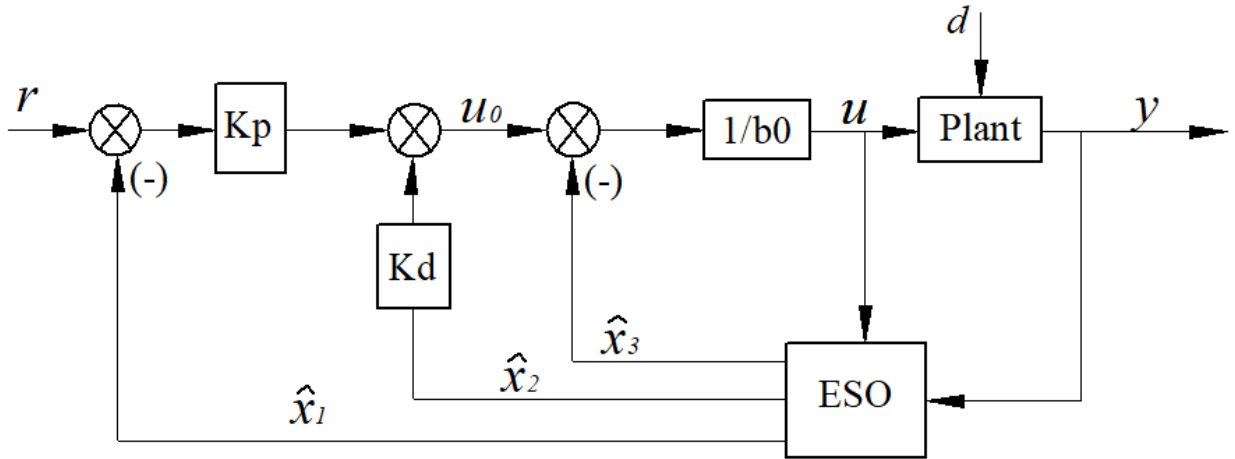 d
r
Kp
u₀
1/b0
u
Plant
y
(-)
(-)
Kd
x̂₃
x̂₂
ESO
x̂₁